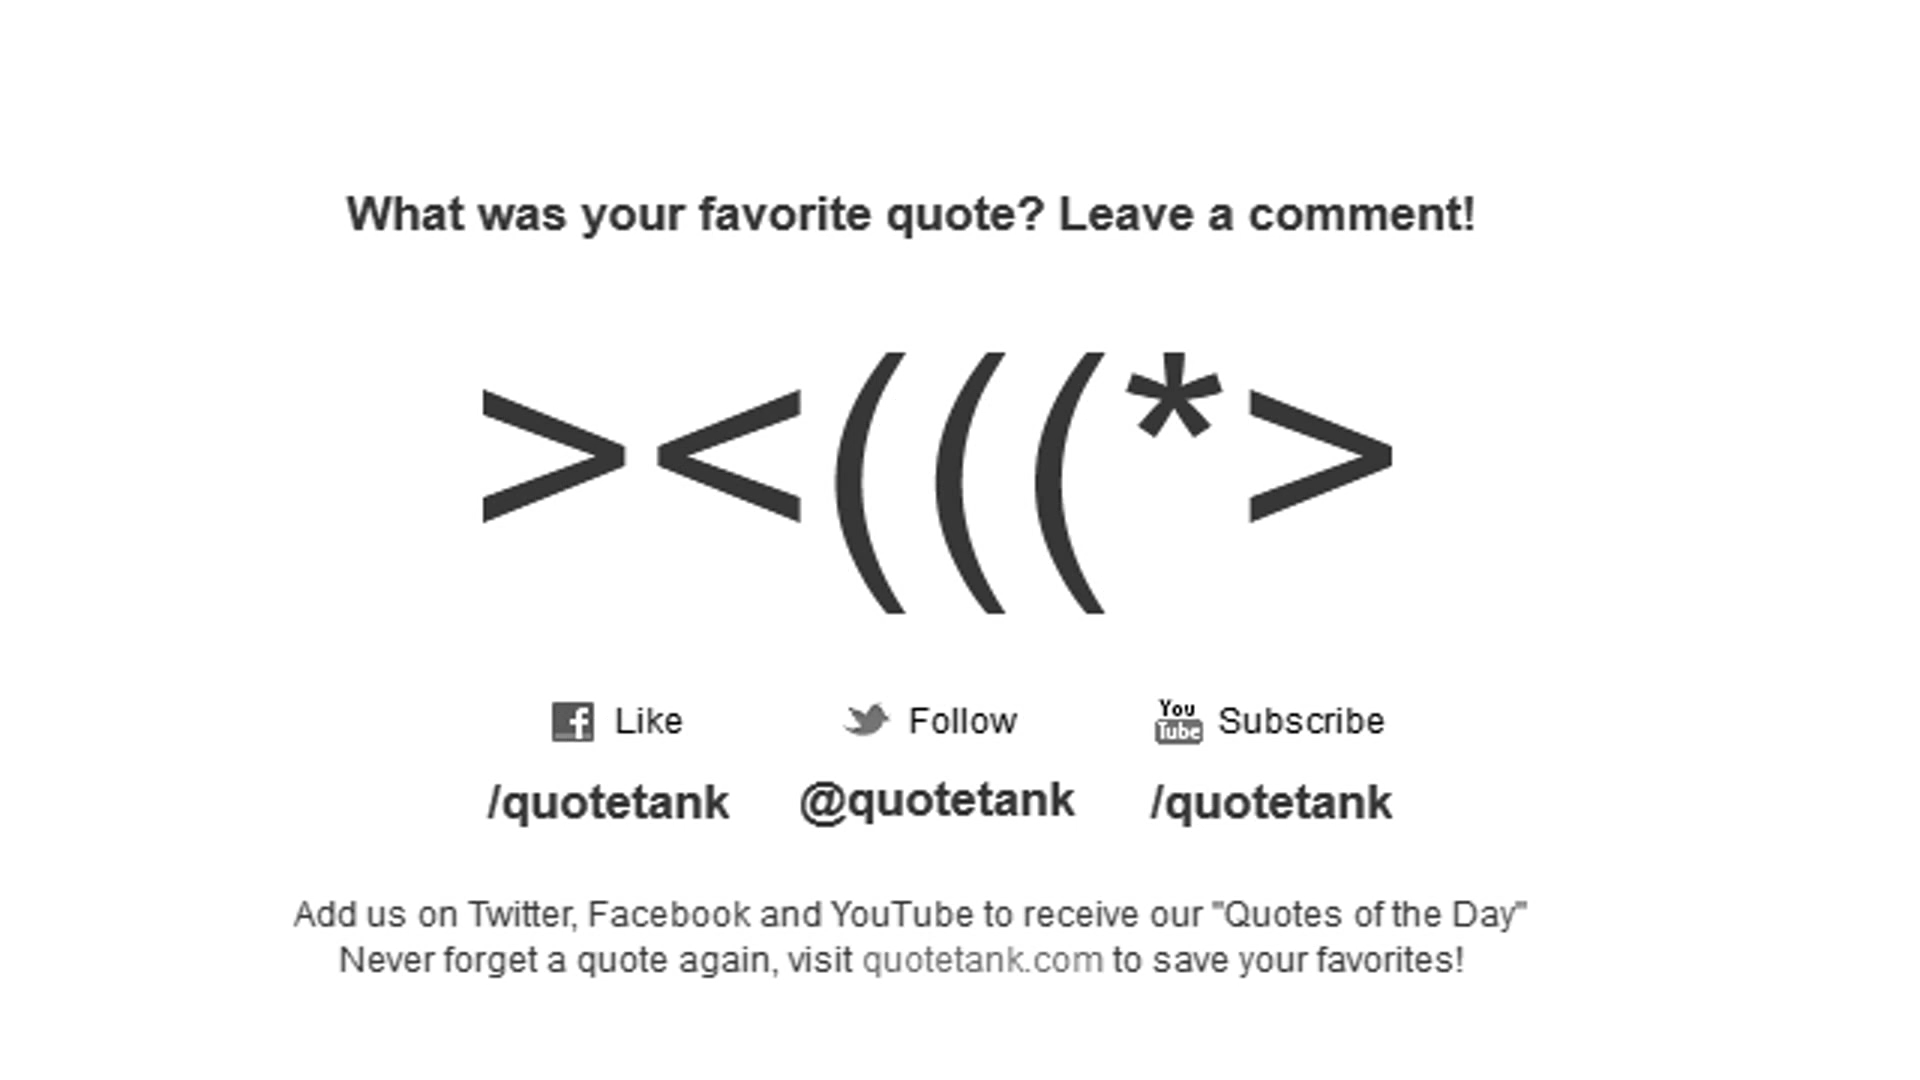 What was your favorite quote? Leave a comment!
><(((*>
f Like
Follow
You Tube Subscribe
/quotetank
@quotetank
/quotetank
Add us on Twitter, Facebook and YouTube to receive our "Quotes of the Day"
Never forget a quote again, visit quotetank.com to save your favorites!